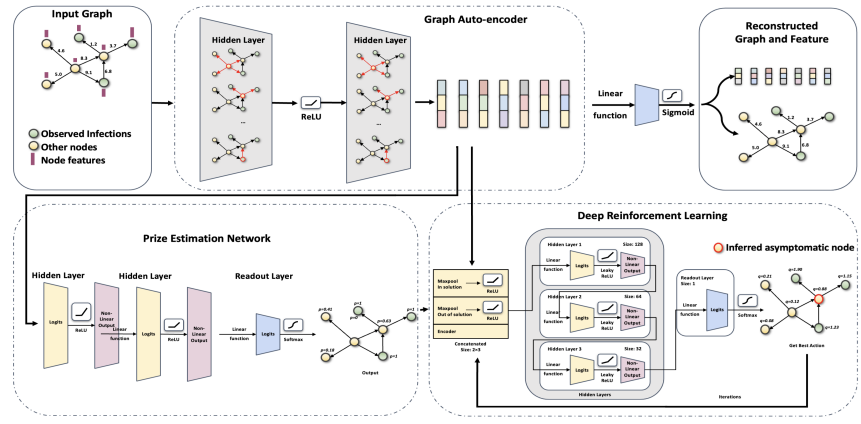 Input Graph
4.6
1.2
3.7
8.3
5.0
9.1
6.8
Observed Infections
Other nodes
Node features
Graph Auto-encoder
Hidden Layer
...
ReLU
Hidden Layer
...
Linear
function
Sigmoid
Reconstructed
Graph and Feature
4.6
1.2
3.7
8.3
5.0
9.1
6.8
Prize Estimation Network
Hidden Layer
Logits
ReLU
Non-
Linear
Output
Linear
function
Hidden Layer
Logits
ReLU
Non-
Linear
Output
Readout Layer
Linear
function
Logits
Softmax
p=0.41
p=1
p=0
p=1
p=0.63
p=0.18
p=1
Output
Deep Reinforcement Learning
Maxpool
In solution
ReLU
Maxpool
Out of solution
ReLU
Encoder
Concatenated
Size: 2+3
Hidden Layer 1
Size: 128
Linear
function
Logits
Leaky
ReLU
Non-
Linear
Output
Hidden Layer 2
Size: 64
Linear
function
Logits
Leaky
ReLU
Non-
Linear
Output
Hidden Layer 3
Size: 32
Linear
function
Logits
Leaky
ReLU
Non-
Linear
Output
Hidden Layers
Readout Layer
Size: 1
Linear
function
Logits
Softmax
Inferred asymptomatic node
q=0.21
q=1.98
q=1.15
q=0.88
q=0.12
q=0.08
q=1.23
Get Best Action
Iterations